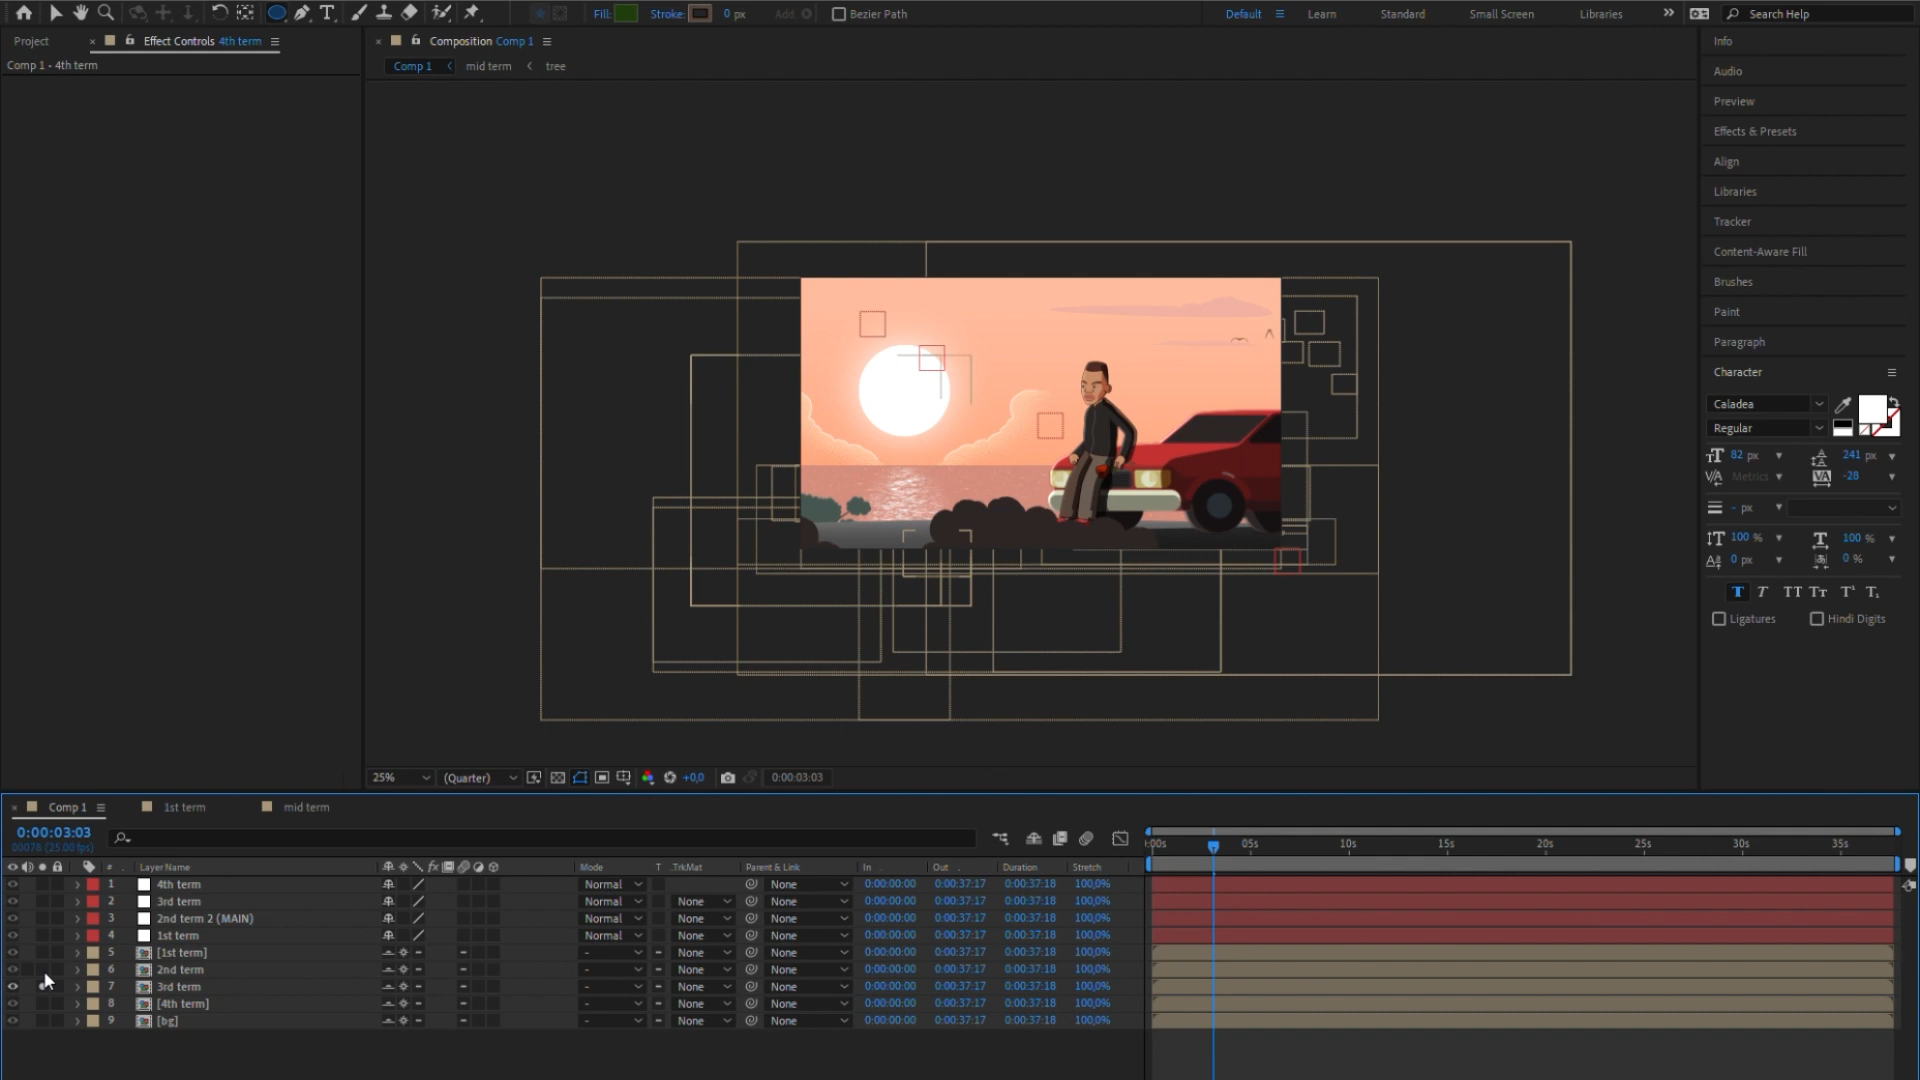 Fill: Stroke: 0 px Add: Bezier Path Default Learn Standard Small Screen Libraries » Search Help
Project × Effect Controls 4th term
Comp 1 • 4th term
× Composition Comp 1
Comp 1 < mid term < tree
Info
Audio
Preview
Effects & Presets
Align
Libraries
Tracker
Content-Aware Fill
Brushes
Paint
Paragraph
Character
Caladea
Regular
82 px 241 px
Metrics -28
- px
100 % 100 %
0 px 0 %
T T TT Tt T' T,
Ligatures Hindi Digits
25% (Quarter) +0,0 0:00:03:03
× Comp 1 1st term mid term
0:00:03:03
00078 (25.00 fps)
:00s 05s 10s 15s 20s 25s 30s 35s
# Layer Name fx Mode T .TrkMat Parent & Link In Out Duration Stretch
1 4th term Normal None 0:00:00:00 0:00:37:17 0:00:37:18 100,0%
2 3rd term Normal None None 0:00:00:00 0:00:37:17 0:00:37:18 100,0%
3 2nd term 2 (MAIN) Normal None None 0:00:00:00 0:00:37:17 0:00:37:18 100,0%
4 1st term Normal None None 0:00:00:00 0:00:37:17 0:00:37:18 100,0%
5 [1st term] - None None 0:00:00:00 0:00:37:17 0:00:37:18 100,0%
6 2nd term - None None 0:00:00:00 0:00:37:17 0:00:37:18 100,0%
7 3rd term - None None 0:00:00:00 0:00:37:17 0:00:37:18 100,0%
8 [4th term] - None None 0:00:00:00 0:00:37:17 0:00:37:18 100,0%
9 [bg] - None None 0:00:00:00 0:00:37:17 0:00:37:18 100,0%